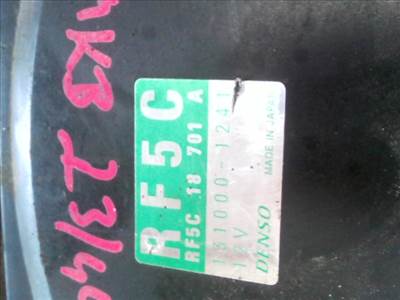 RF5C
RF5C 18 701 A
131000-1241
12V
DENSO MADE IN JAPAN